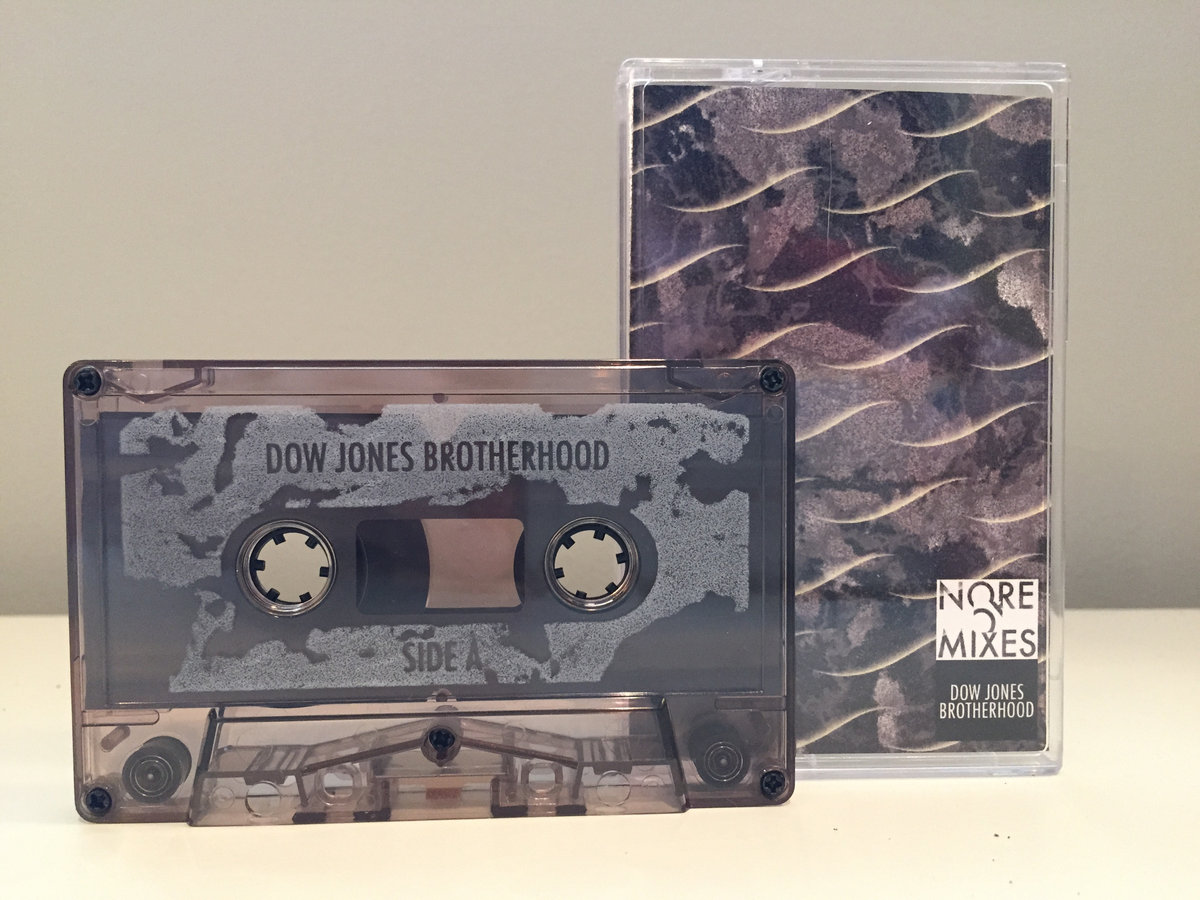 DOW JONES BROTHERHOOD
SIDE A
NORE
MIXES
DOW JONES
BROTHERHOOD